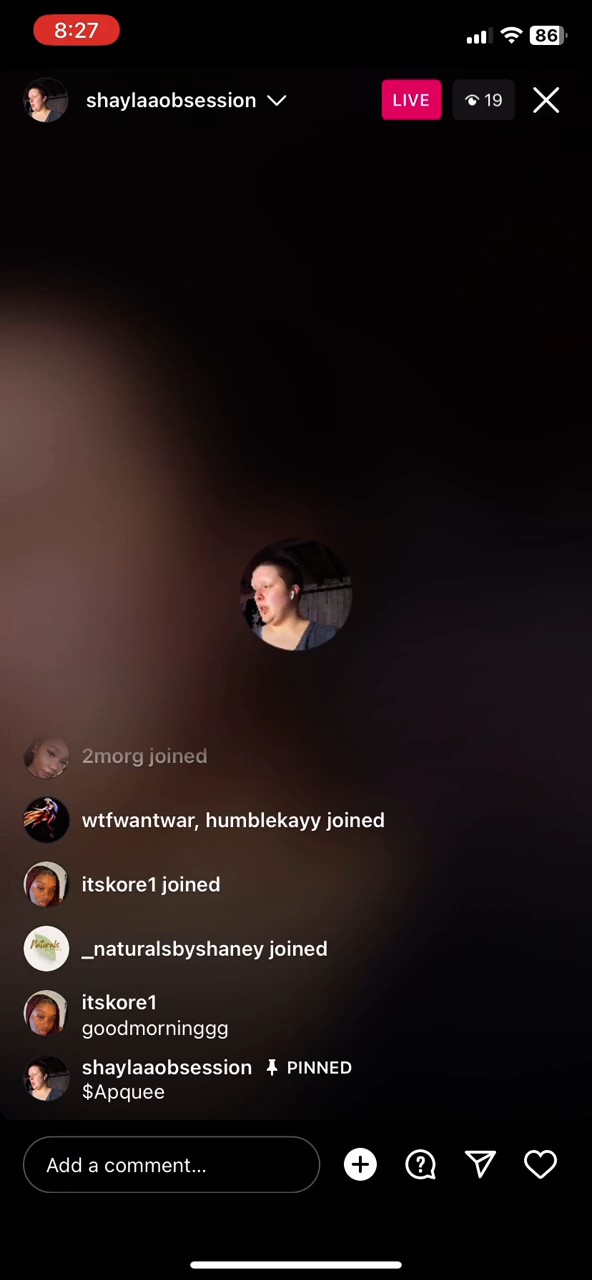 8:27
86
shaylaaobsession
LIVE
19
2morg joined
wtfwantwar, humblekayy joined
itskore1 joined
Naturals
_naturalsbyshaney joined
itskore1
goodmorninggg
shaylaaobsession PINNED
$Apquee
Add a comment...